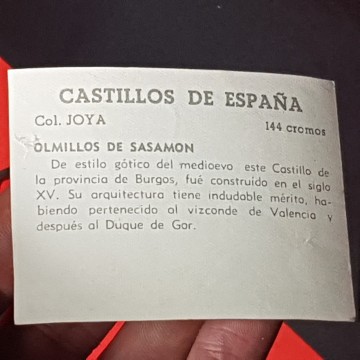 CASTILLOS DE ESPAÑA
Col. JOYA
144 cromos
OLMILLOS DE SASAMON
De estilo gótico del medioevo este Castillo de
la provincia de Burgos, fué construído en el siglo
XV. Su arquitectura tiene indudable mérito, ha-
biendo pertenecido al vizconde de Valencia y
después al Duque de Gor.